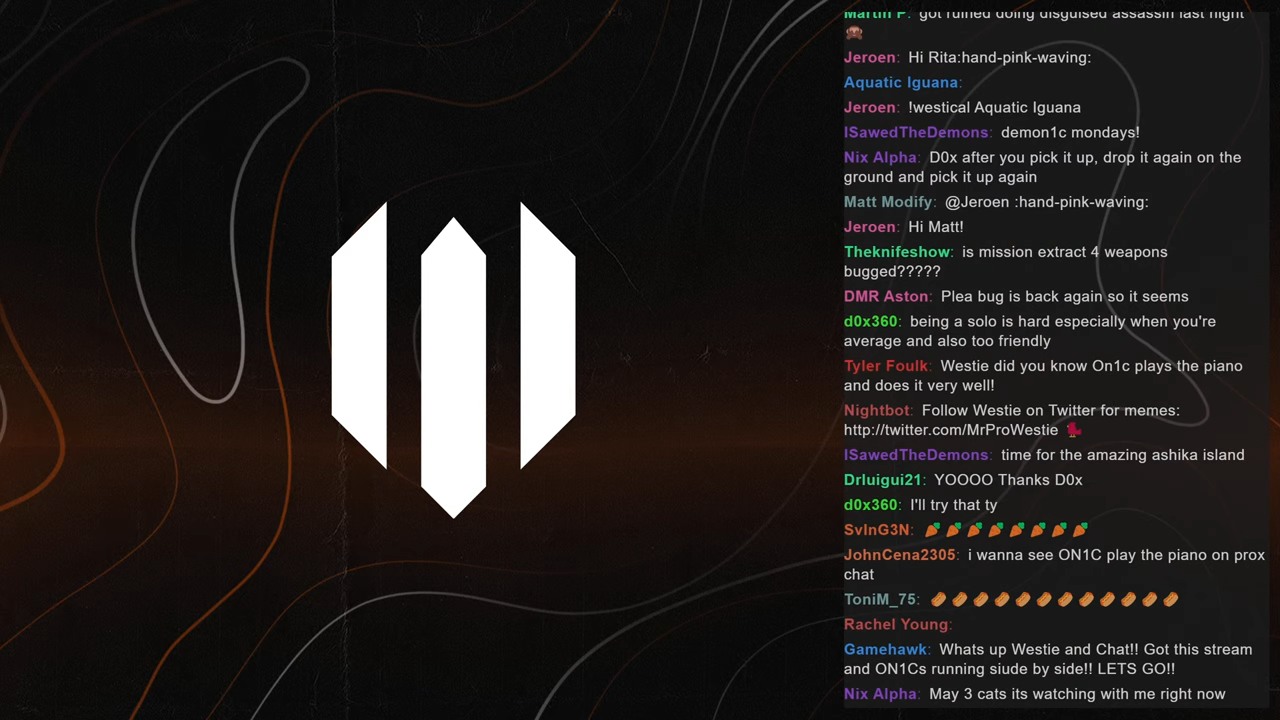 Martin P: got ruined doing disguised assassin last night
Jeroen: Hi Rita:hand-pink-waving:
Aquatic Iguana:
Jeroen: !westical Aquatic Iguana
ISawedTheDemons: demon1c mondays!
Nix Alpha: D0x after you pick it up, drop it again on the
ground and pick it up again
Matt Modify: @Jeroen :hand-pink-waving:
Jeroen: Hi Matt!
Theknifeshow: is mission extract 4 weapons
bugged?????
DMR Aston: Plea bug is back again so it seems
d0x360: being a solo is hard especially when you're
average and also too friendly
Tyler Foulk: Westie did you know On1c plays the piano
and does it very well!
Nightbot: Follow Westie on Twitter for memes:
http://twitter.com/MrProWestie
ISawedTheDemons: time for the amazing ashika island
Drluigui21: YOOOO Thanks D0x
d0x360: I'll try that ty
SvInG3N: 🥕🥕🥕🥕🥕🥕🥕🥕
JohnCena2305: i wanna see ON1C play the piano on prox
chat
ToniM_75: 🌭🌭🌭🌭🌭🌭🌭🌭🌭🌭🌭🌭
Rachel Young:
Gamehawk: Whats up Westie and Chat!! Got this stream
and ON1Cs running siude by side!! LETS GO!!
Nix Alpha: May 3 cats its watching with me right now